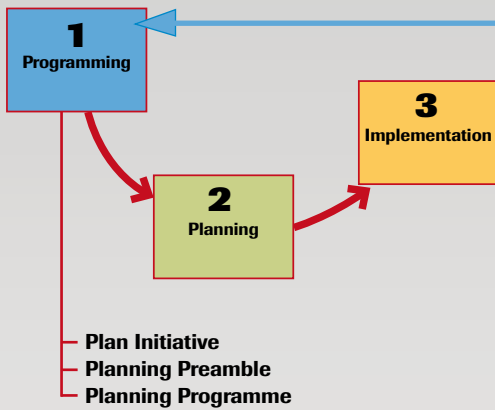 1
Programming
2
Planning
3
Implementation
Plan Initiative
Planning Preamble
Planning Programme